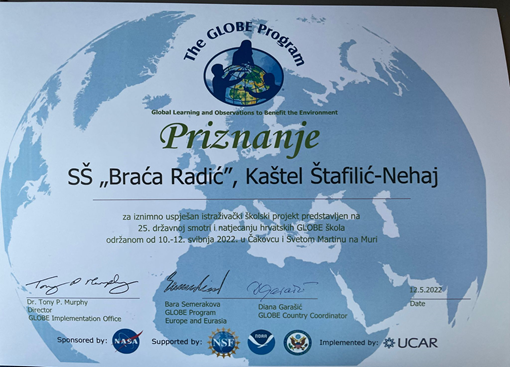 The GLOBE Program
Global Learning and Observations to Benefit the Environment
Priznanje
SŠ „Braća Radić”, Kaštel Štafilić-Nehaj
za iznimno uspješan istraživački školski projekt predstavljen na
25. državnoj smotri i natjecanju hrvatskih GLOBE škola
održanom od 10.-12. svibnja 2022. u Čakovcu i Svetom Martinu na Muri
Tony P Murphy
12.5.2022.
Dr. Tony P. Murphy
Director
GLOBE Implementation Office
Bara Semerakova
GLOBE Program
Europe and Eurasia
Diana Garašić
GLOBE Country Coordinator
Date
Sponsored by: NASA Supported by: NSF NOAA Implemented by: UCAR